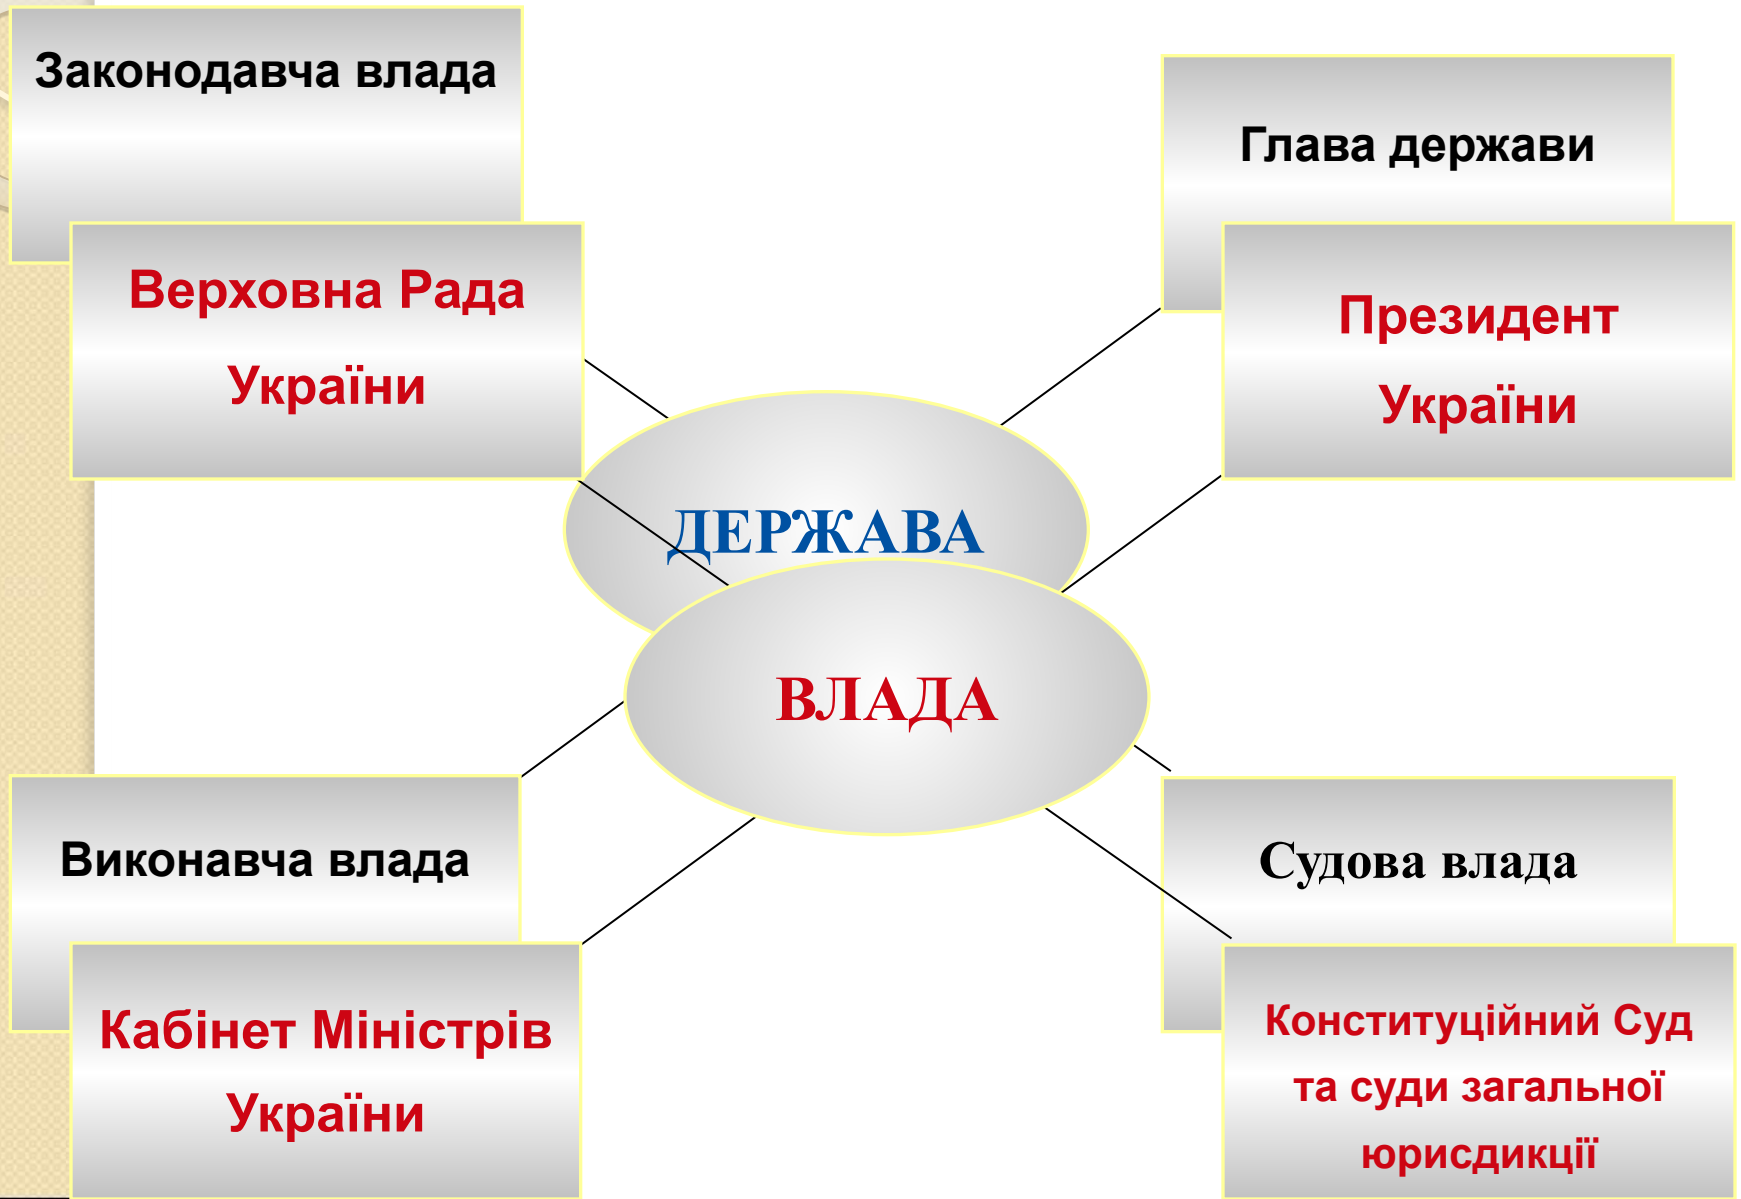 Законодавча влада
Верховна Рада
України
Глава держави
Президент
України
ДЕРЖАВА
ВЛАДА
Виконавча влада
Кабінет Міністрів
України
Судова влада
Конституційний Суд
та суди загальної
юрисдикції